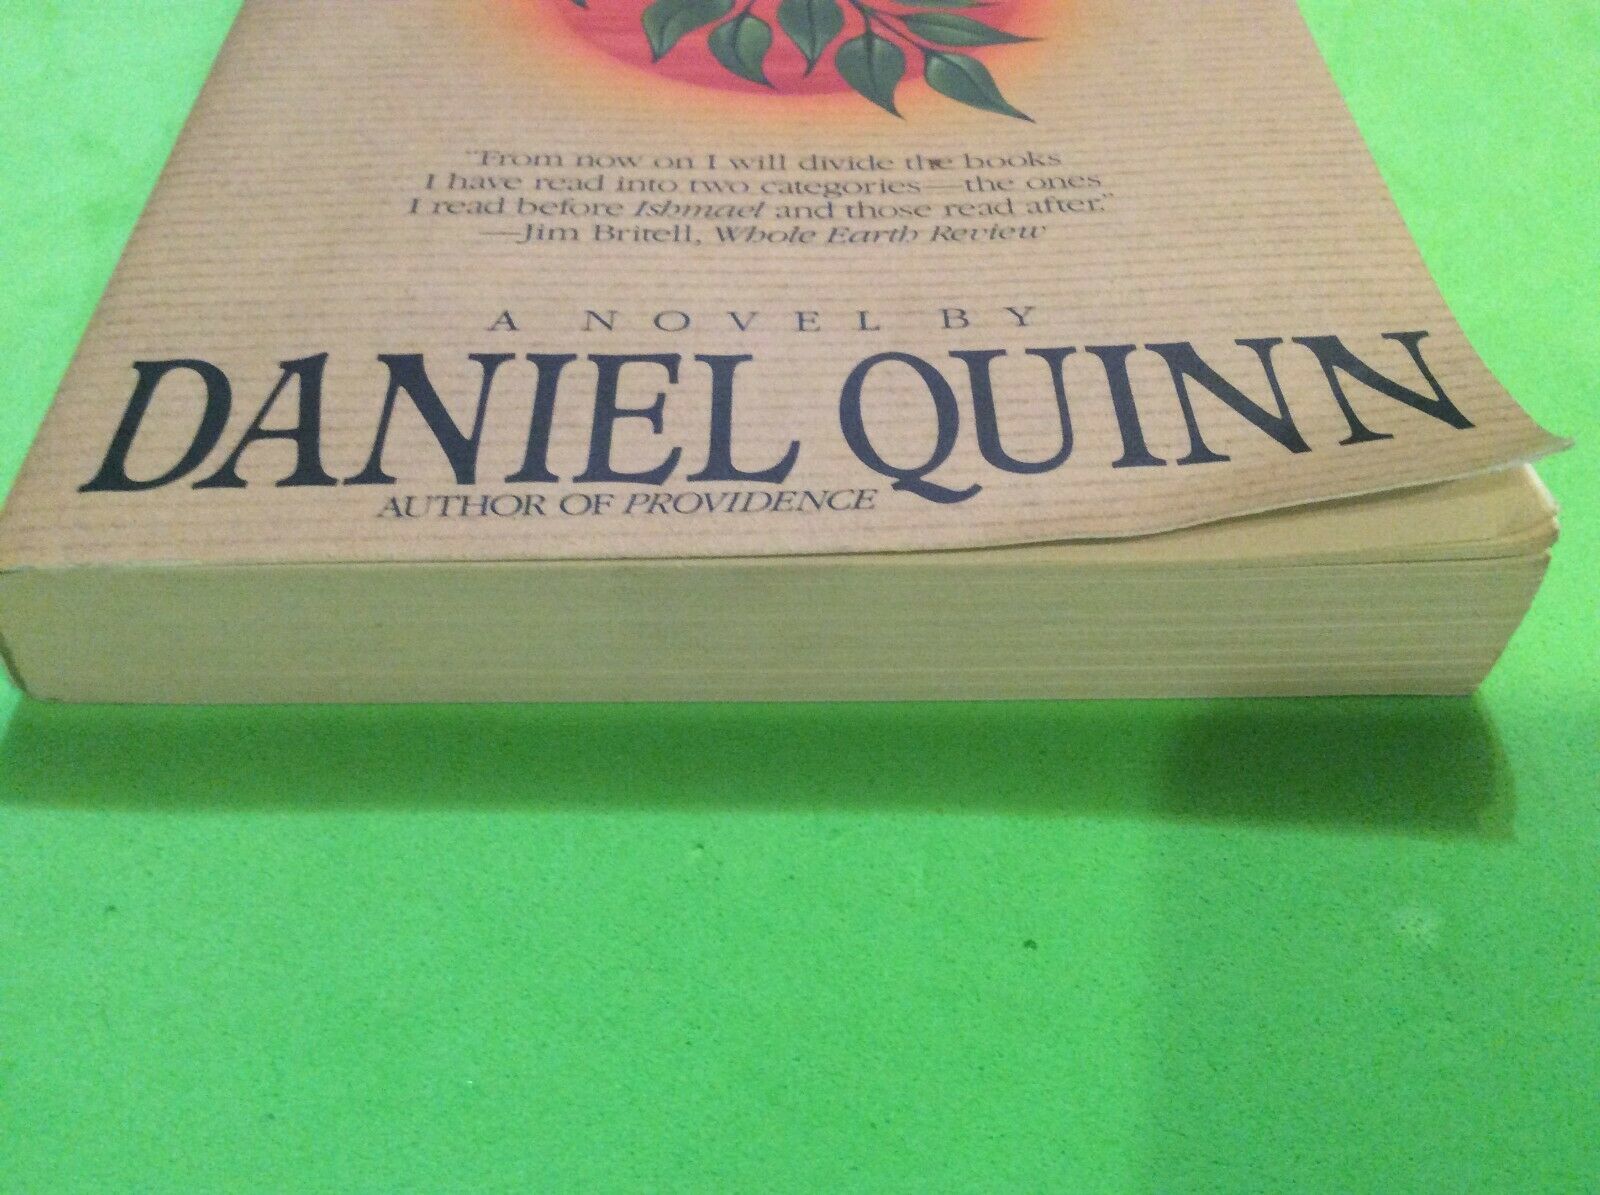 "From now on I will divide the books
I have read into two categories—the ones
I read before Ishmael and those read after."
—Jim Britell, Whole Earth Review
A NOVEL BY
DANIEL QUINN
AUTHOR OF PROVIDENCE